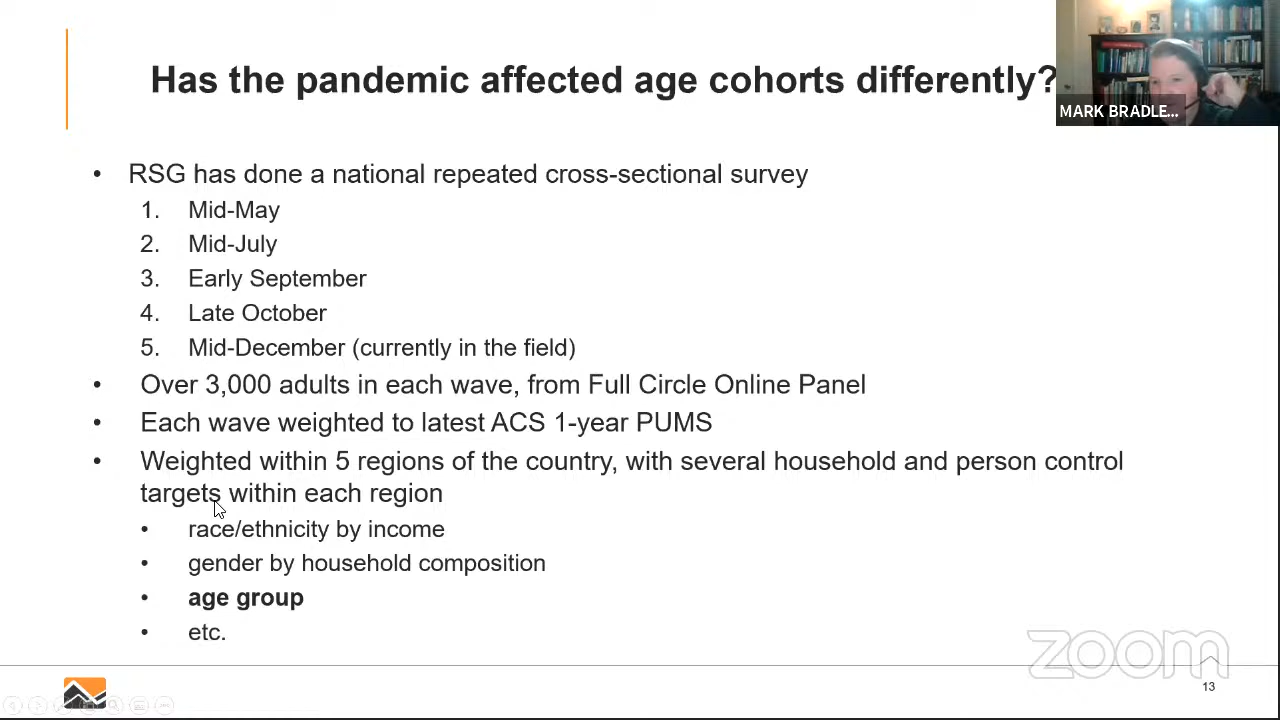 Has the pandemic affected age cohorts differently?
MARK BRADLE...
• RSG has done a national repeated cross-sectional survey
1. Mid-May
2. Mid-July
3. Early September
4. Late October
5. Mid-December (currently in the field)
• Over 3,000 adults in each wave, from Full Circle Online Panel
• Each wave weighted to latest ACS 1-year PUMS
• Weighted within 5 regions of the country, with several household and person control
targets within each region
• race/ethnicity by income
• gender by household composition
• age group
• etc.
zoom
13